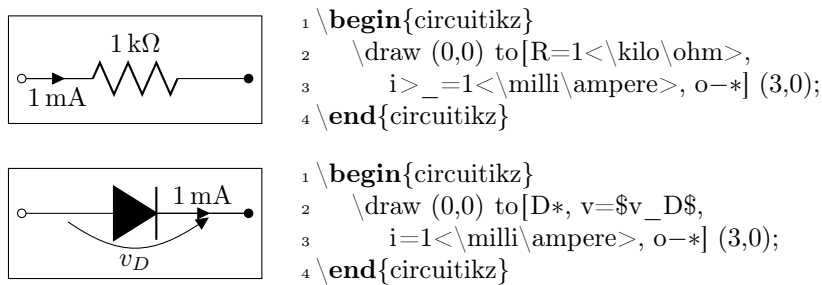 1 kΩ
1 mA
1 \begin{circuitikz}
2 \draw (0,0) to[R=1<\kilo\ohm>,
3 i>_=1<\milli\ampere>, o−∗] (3,0);
4 \end{circuitikz}
1 mA
v_D
1 \begin{circuitikz}
2 \draw (0,0) to[D∗, v=$v_D$,
3 i=1<\milli\ampere>, o−∗] (3,0);
4 \end{circuitikz}